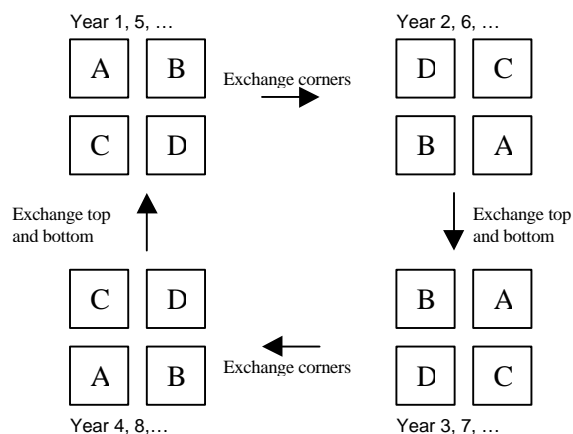 Year 1, 5, …
A B
C D
Exchange corners
Year 2, 6, …
D C
B A
Exchange top
and bottom
Exchange top
and bottom
C D
A B
Year 4, 8,…
Exchange corners
B A
D C
Year 3, 7, …